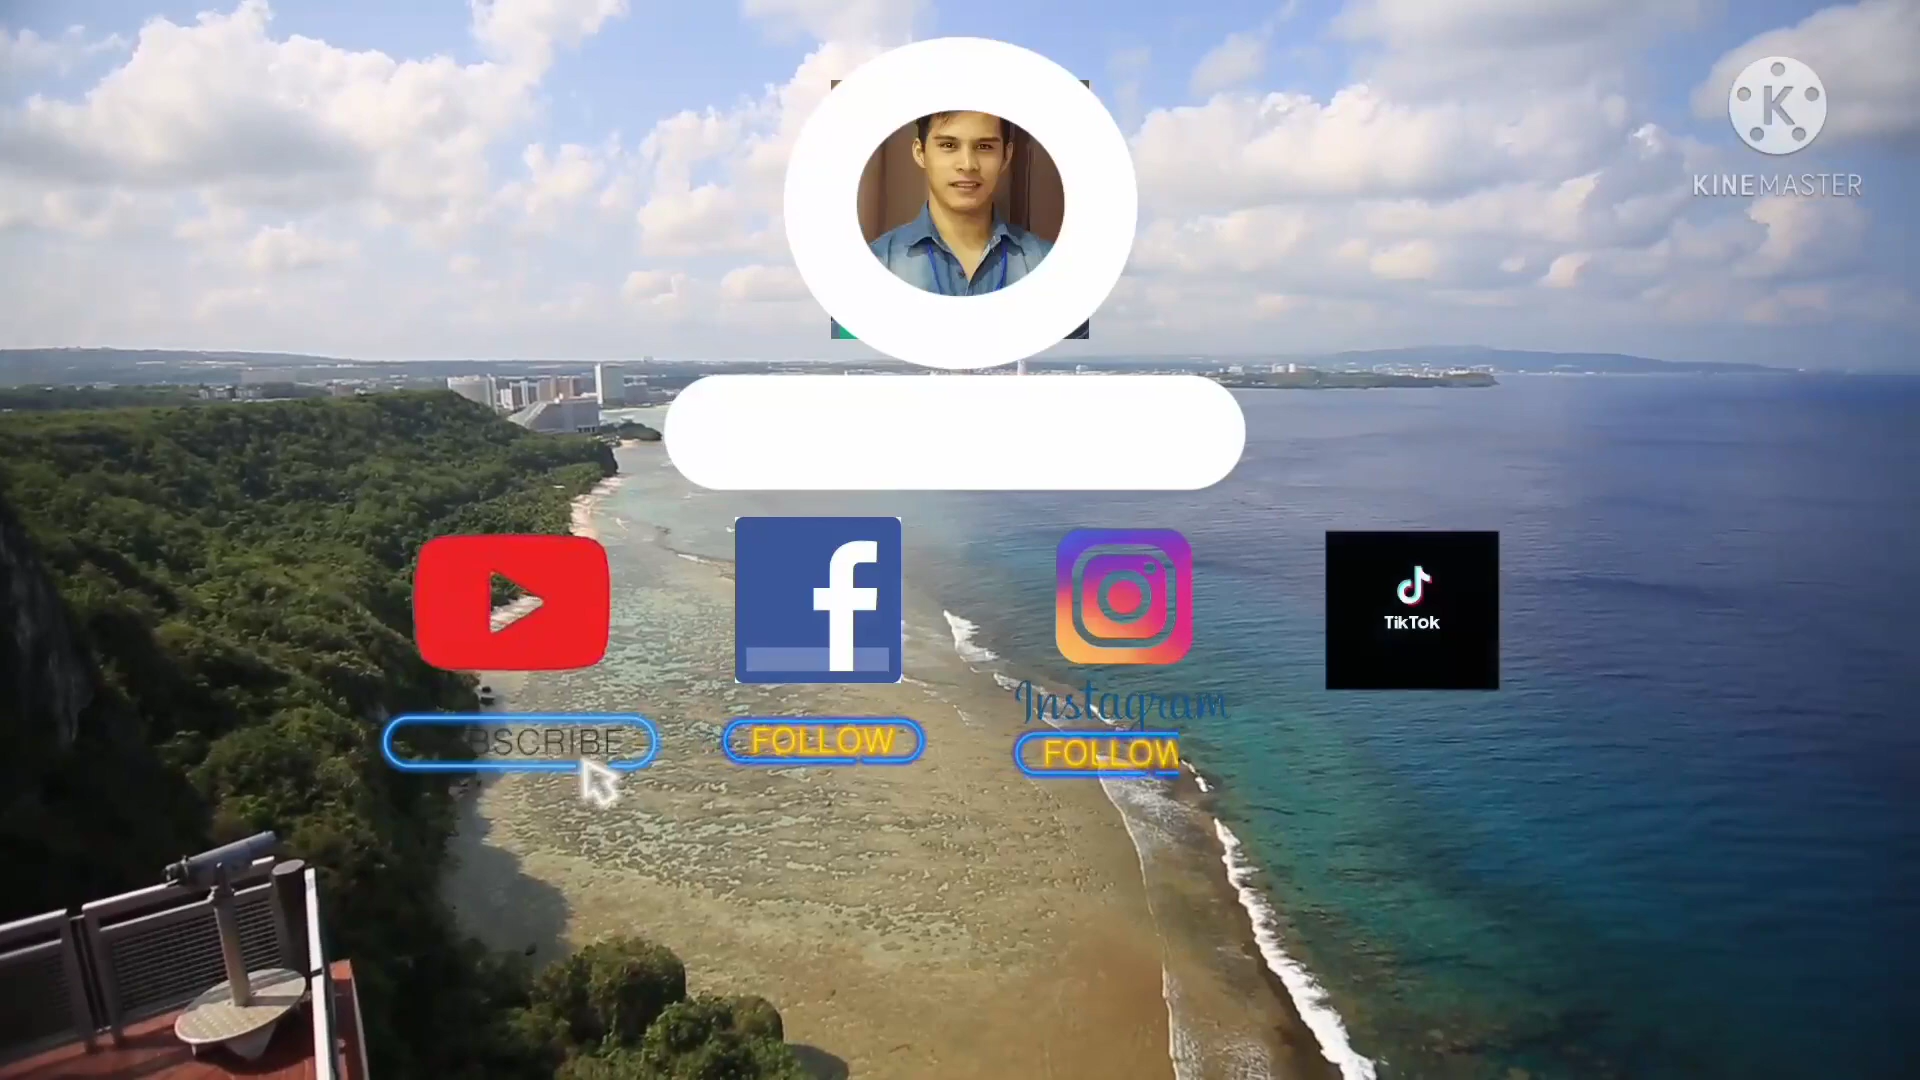 K
KINEMASTER
TikTok
Instagram
BSCRIBE
FOLLOW
FOLLOW